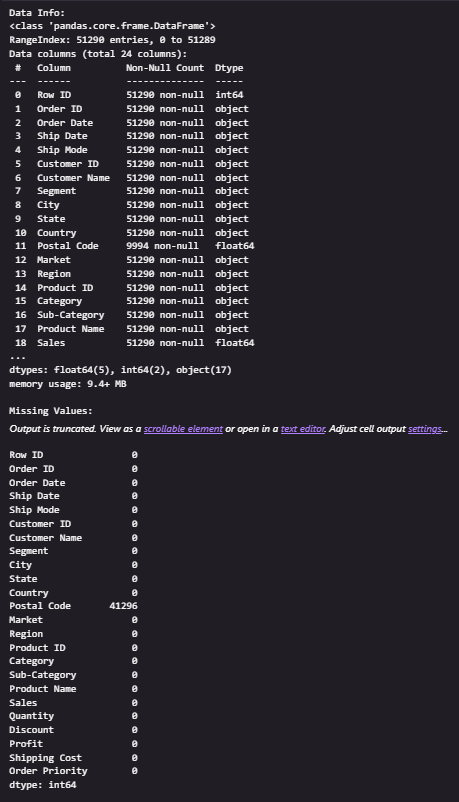 Data Info:
<class 'pandas.core.frame.DataFrame'>
RangeIndex: 51290 entries, 0 to 51289
Data columns (total 24 columns):
 #   Column          Non-Null Count  Dtype
---  ------          --------------  -----
 0   Row ID          51290 non-null  int64
 1   Order ID        51290 non-null  object
 2   Order Date      51290 non-null  object
 3   Ship Date       51290 non-null  object
 4   Ship Mode       51290 non-null  object
 5   Customer ID     51290 non-null  object
 6   Customer Name   51290 non-null  object
 7   Segment         51290 non-null  object
 8   City            51290 non-null  object
 9   State           51290 non-null  object
 10  Country         51290 non-null  object
 11  Postal Code     9994 non-null   float64
 12  Market          51290 non-null  object
 13  Region          51290 non-null  object
 14  Product ID      51290 non-null  object
 15  Category        51290 non-null  object
 16  Sub-Category    51290 non-null  object
 17  Product Name    51290 non-null  object
 18  Sales           51290 non-null  float64
...
dtypes: float64(5), int64(2), object(17)
memory usage: 9.4+ MB

Missing Values:
Output is truncated. View as a scrollable element or open in a text editor. Adjust cell output settings...

Row ID                0
Order ID              0
Order Date            0
Ship Date             0
Ship Mode             0
Customer ID           0
Customer Name         0
Segment               0
City                  0
State                 0
Country               0
Postal Code       41296
Market                0
Region                0
Product ID            0
Category              0
Sub-Category          0
Product Name          0
Sales                 0
Quantity              0
Discount              0
Profit                0
Shipping Cost         0
Order Priority        0
dtype: int64